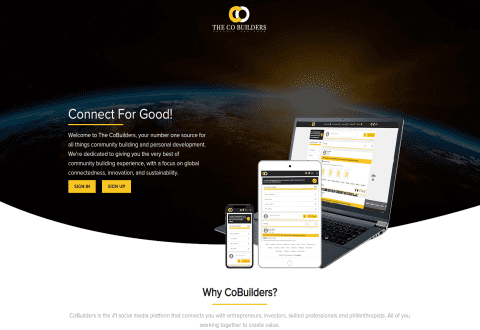 THE CO BUILDERS
Connect For Good!
Welcome to The CoBuilders, your number one source for
all things community building and personal development.
We're dedicated to giving you the very best of
community building experience, with a focus on global
connectedness, innovation, and sustainability.
SIGN IN SIGN UP
Why CoBuilders?
CoBuilders is the #1 social media platform that connects you with entrepreneurs, investors, skilled professionals and philanthropists. All of you
working together to create value.